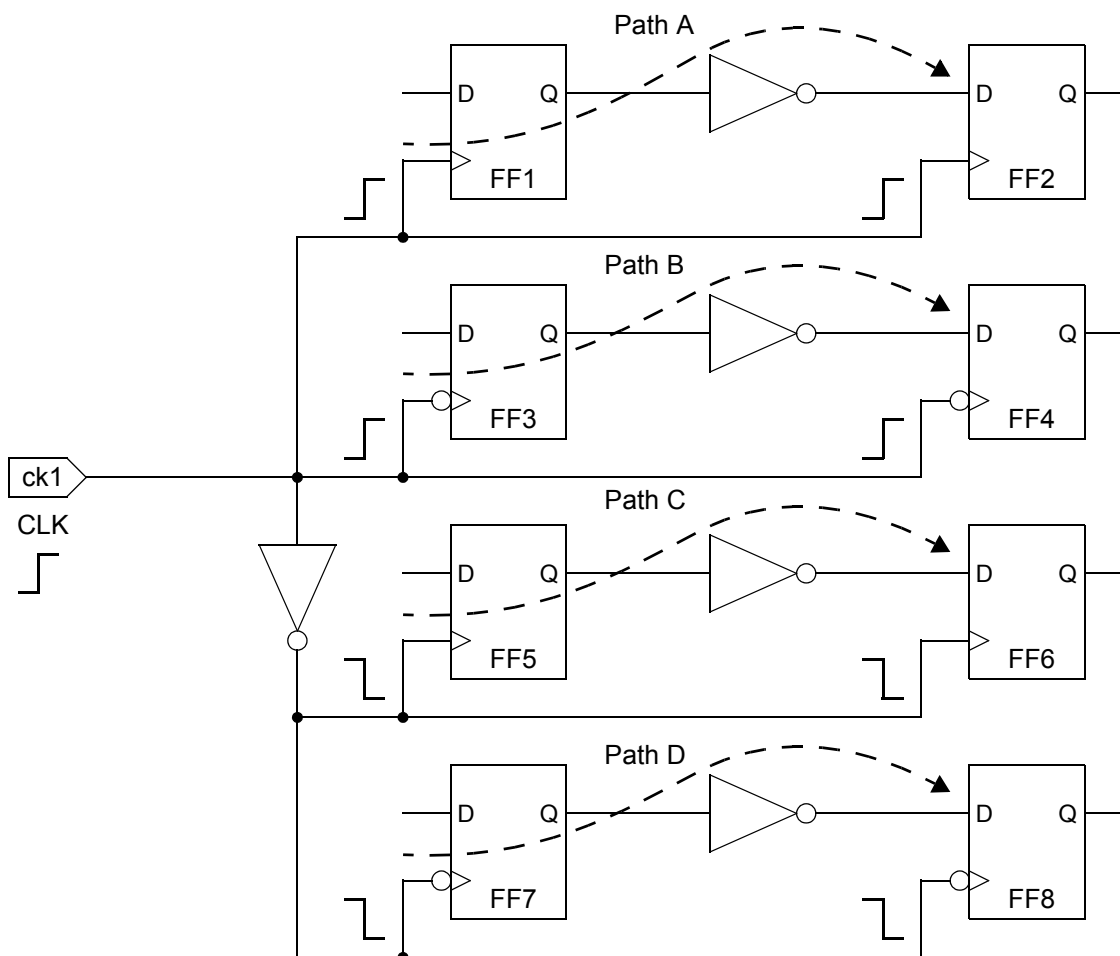 Path A
D Q D Q
FF1 FF2
Path B
D Q D Q
FF3 FF4
ck1
CLK
Path C
D Q D Q
FF5 FF6
Path D
D Q D Q
FF7 FF8